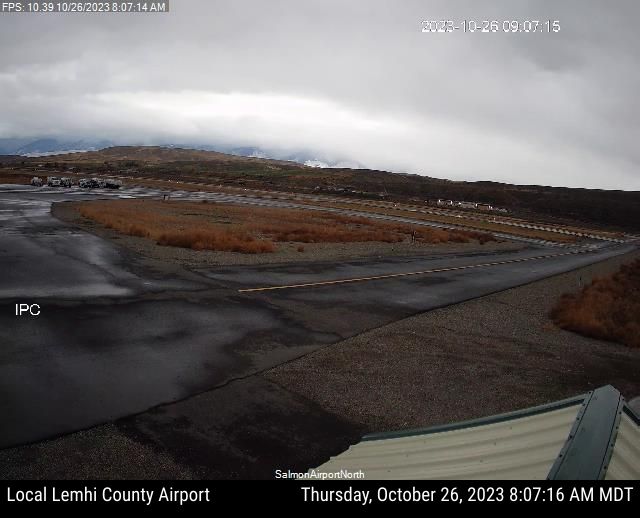 FPS: 10.39 10/26/2023 8:07:14 AM
2023-10-26 09:07:15
IPC
SalmonAirportNorth
Local Lemhi County Airport
Thursday, October 26, 2023 8:07:16 AM MDT